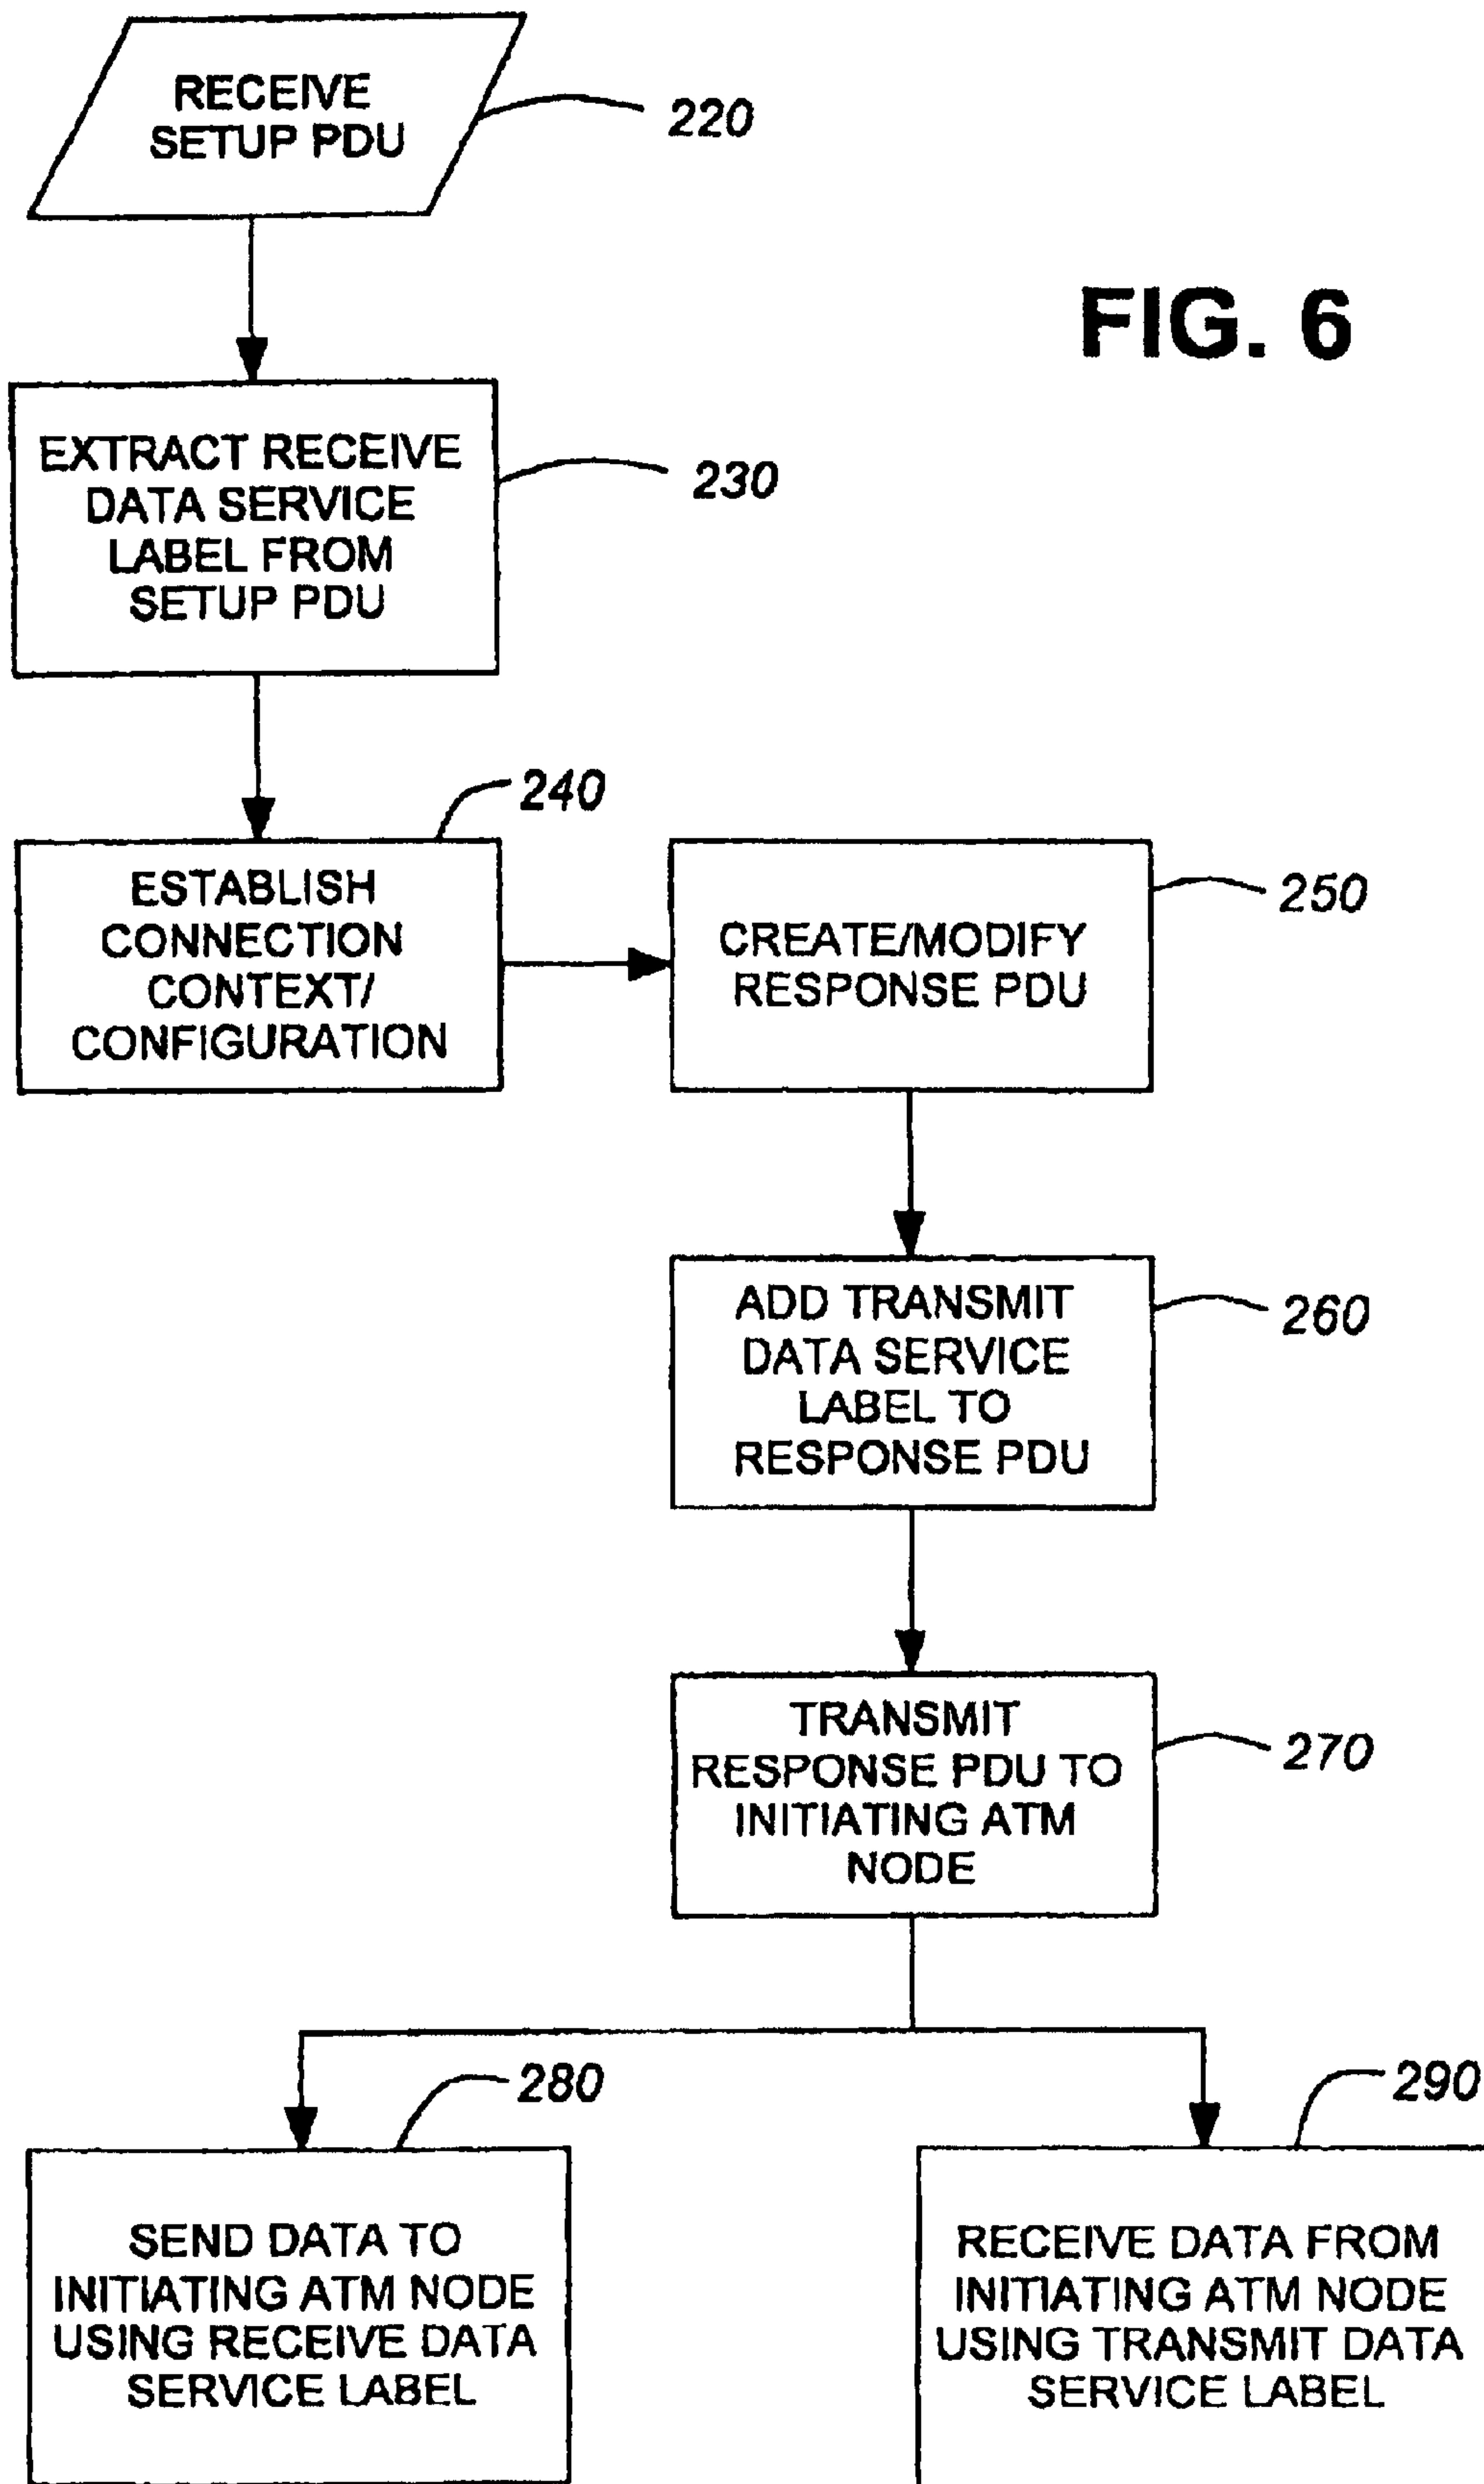 RECEIVE
SETUP PDU
220
FIG. 6
EXTRACT RECEIVE
DATA SERVICE
LABEL FROM
SETUP PDU
230
240
ESTABLISH
CONNECTION
CONTEXT/
CONFIGURATION
250
CREATE/MODIFY
RESPONSE PDU
ADD TRANSMIT
DATA SERVICE
LABEL TO
RESPONSE PDU
260
TRANSMIT
RESPONSE PDU TO
INITIATING ATM
NODE
270
280
SEND DATA TO
INITIATING ATM NODE
USING RECEIVE DATA
SERVICE LABEL
290
RECEIVE DATA FROM
INITIATING ATM NODE
USING TRANSMIT DATA
SERVICE LABEL